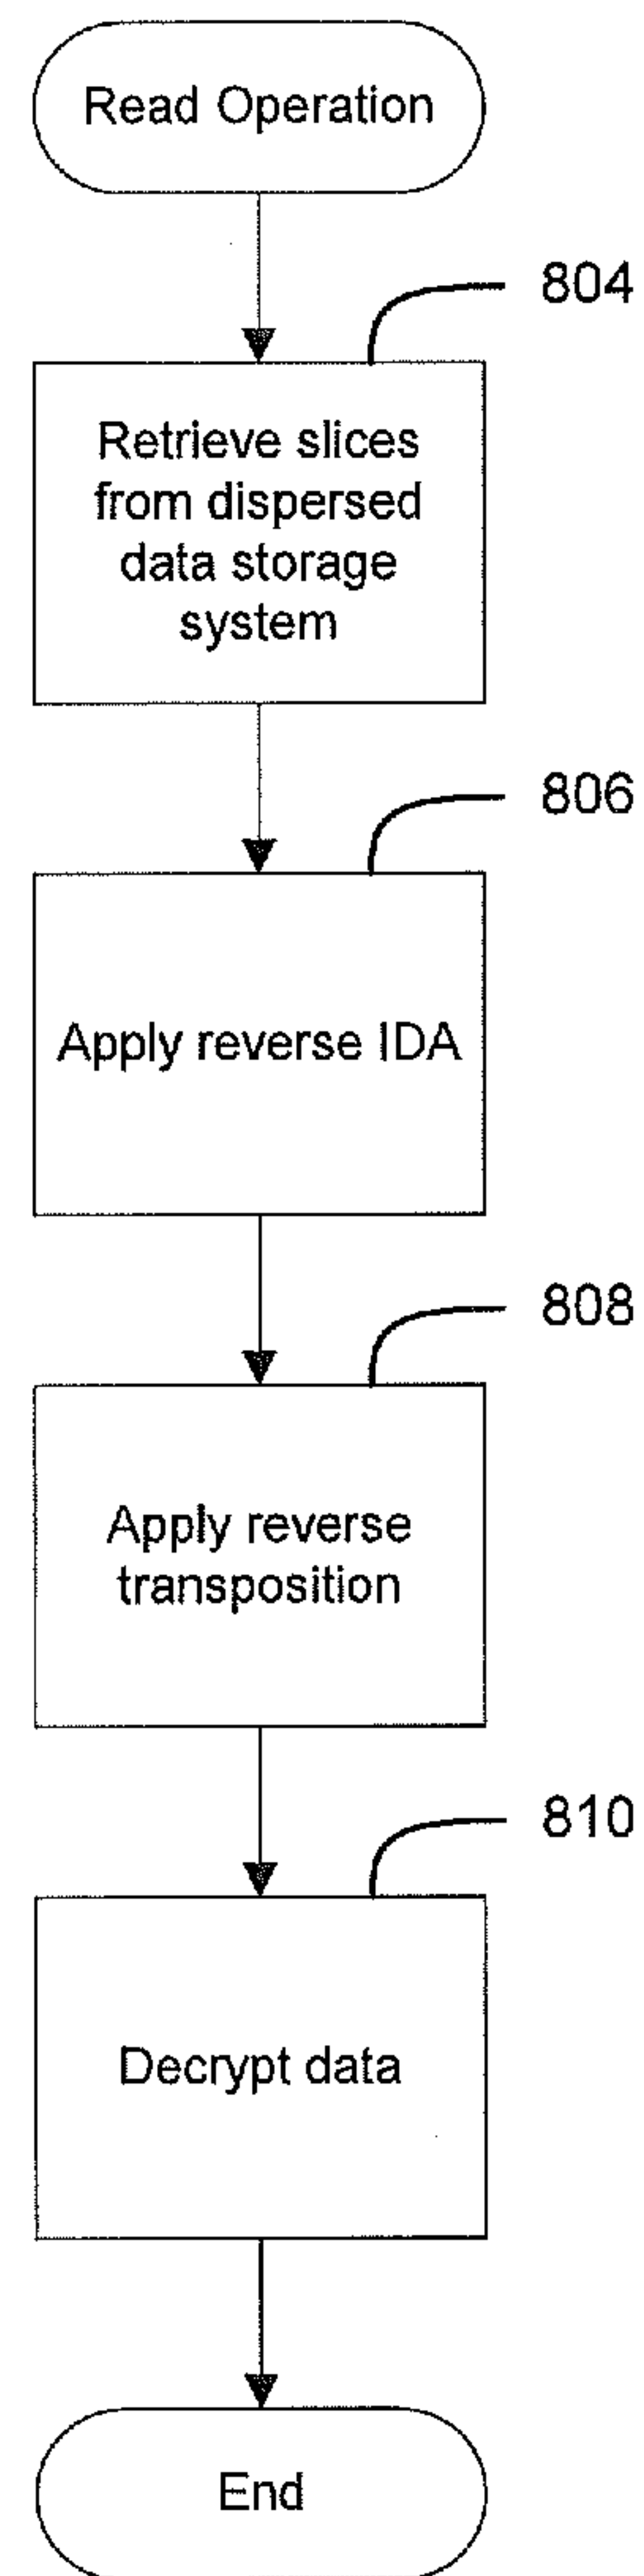 Read Operation
804
Retrieve slices
from dispersed
data storage
system
806
Apply reverse IDA
808
Apply reverse
transposition
810
Decrypt data
End